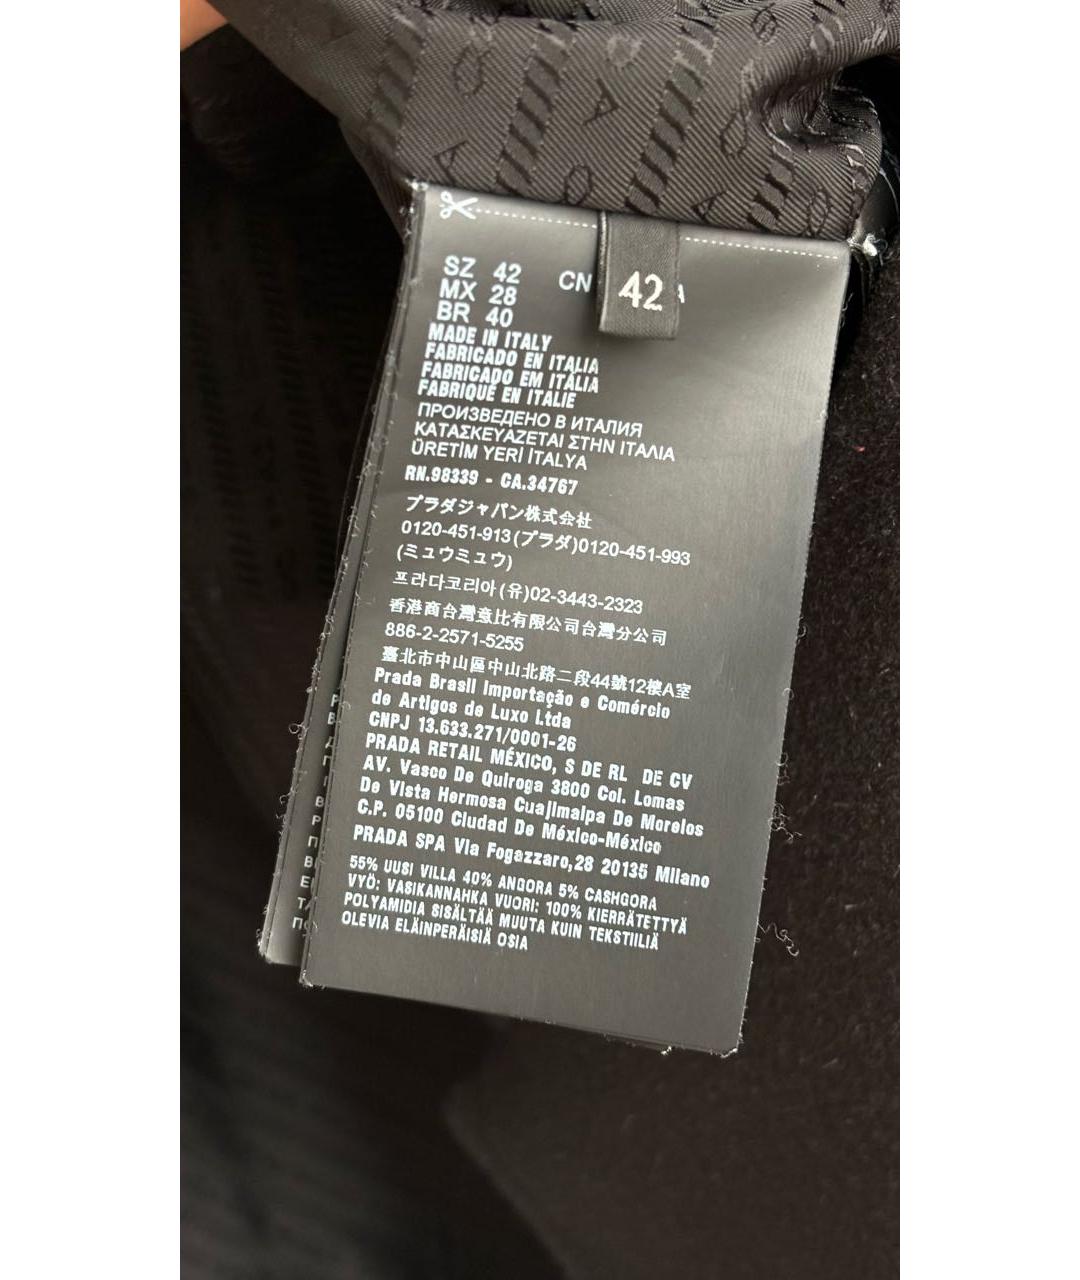 SZ 42 CN 42
MX 28
BR 40
MADE IN ITALY
FABRICADO EN ITALIA
FABRICADO EM ITÁLIA
FABRIQUÉ EN ITALIE
ПРОИЗВЕДЕНО В ИТАЛИЯ
ΚΑΤΑΣΚΕΥΑΖΕΤΑΙ ΣΤΗΝ ΙΤΑΛΙΑ
ÜRETİM YERİ İTALYA
RN.98339 - CA.34767
プラダジャパン株式会社
0120-451-913(プラダ)0120-451-993
(ミュウミュウ)
프라다코리아(유)02-3443-2323
香港商台灣意比有限公司台灣分公司
886-2-2571-5255
臺北市中山區中山北路二段44號12樓A室
Prada Brasil Importação e Comércio
de Artigos de Luxo Ltda
CNPJ 13.633.271/0001-26
PRADA RETAIL MÉXICO, S DE RL DE CV
AV. Vasco De Quiroga 3800 Col. Lomas
De Vista Hermosa Cuajimalpa De Morelos
C.P. 05100 Ciudad De México-México
PRADA SPA Via Fogazzaro,28 20135 Milano
55% UUSI VILLA 40% ANGORA 5% CASHGORA
VYÖ: VASIKANNAHKA VUORI: 100% KIERRÄTETTYÄ
POLYAMIDIA SISÄLTÄÄ MUUTA KUIN TEKSTIILIÄ
OLEVIA ELÄINPERÄISIÄ OSIA